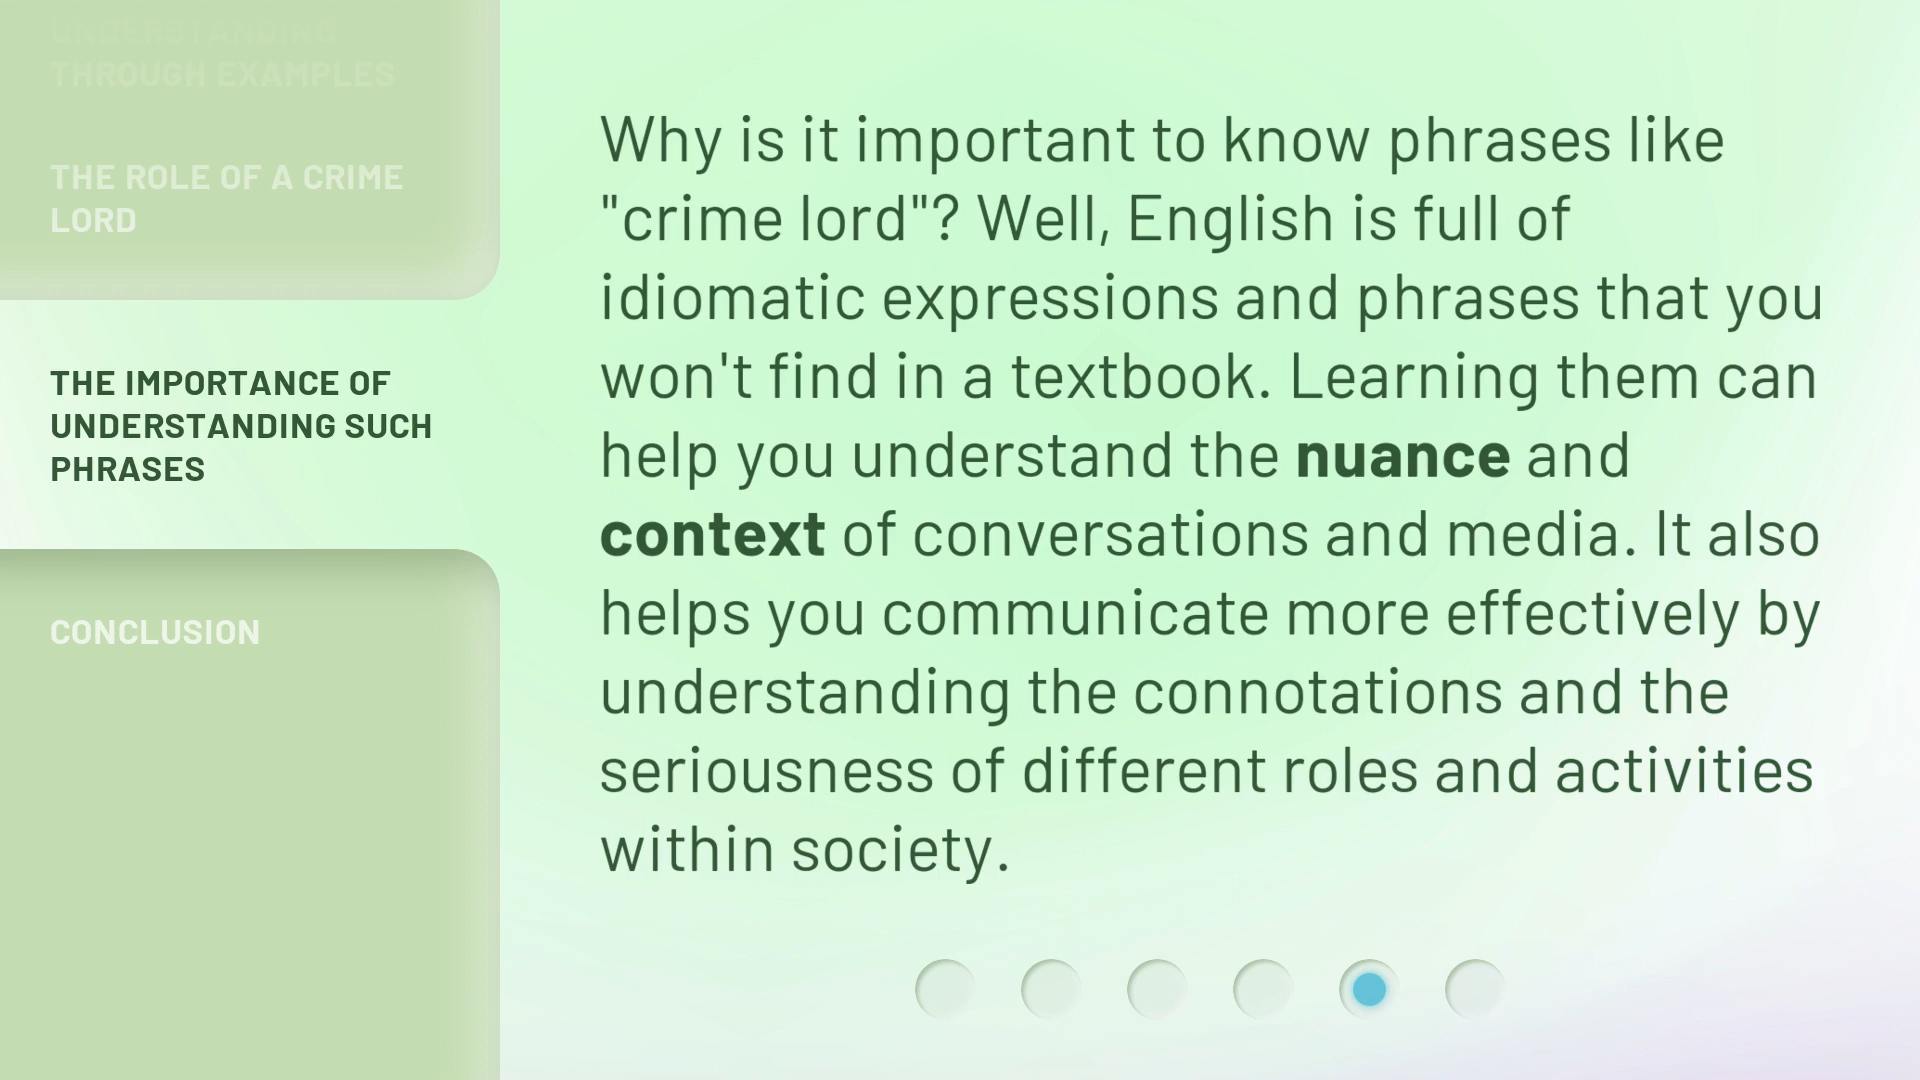 UNDERSTANDING
THROUGH EXAMPLES
THE ROLE OF A CRIME
LORD
THE IMPORTANCE OF
UNDERSTANDING SUCH
PHRASES
CONCLUSION
Why is it important to know phrases like
"crime lord"? Well, English is full of
idiomatic expressions and phrases that you
won't find in a textbook. Learning them can
help you understand the nuance and
context of conversations and media. It also
helps you communicate more effectively by
understanding the connotations and the
seriousness of different roles and activities
within society.